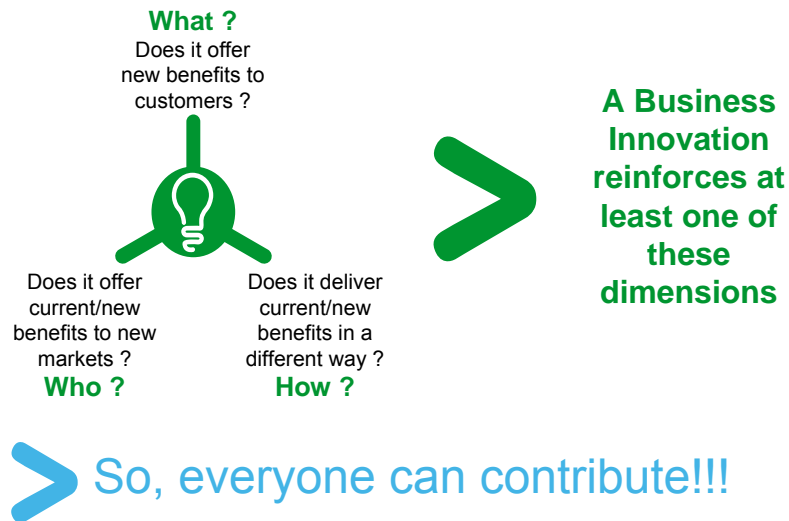 What ?
Does it offer
new benefits to
customers ?
Does it offer
current/new
benefits to new
markets ?
Who ?
Does it deliver
current/new
benefits in a
different way ?
How ?
A Business
Innovation
reinforces at
least one of
these
dimensions
So, everyone can contribute!!!